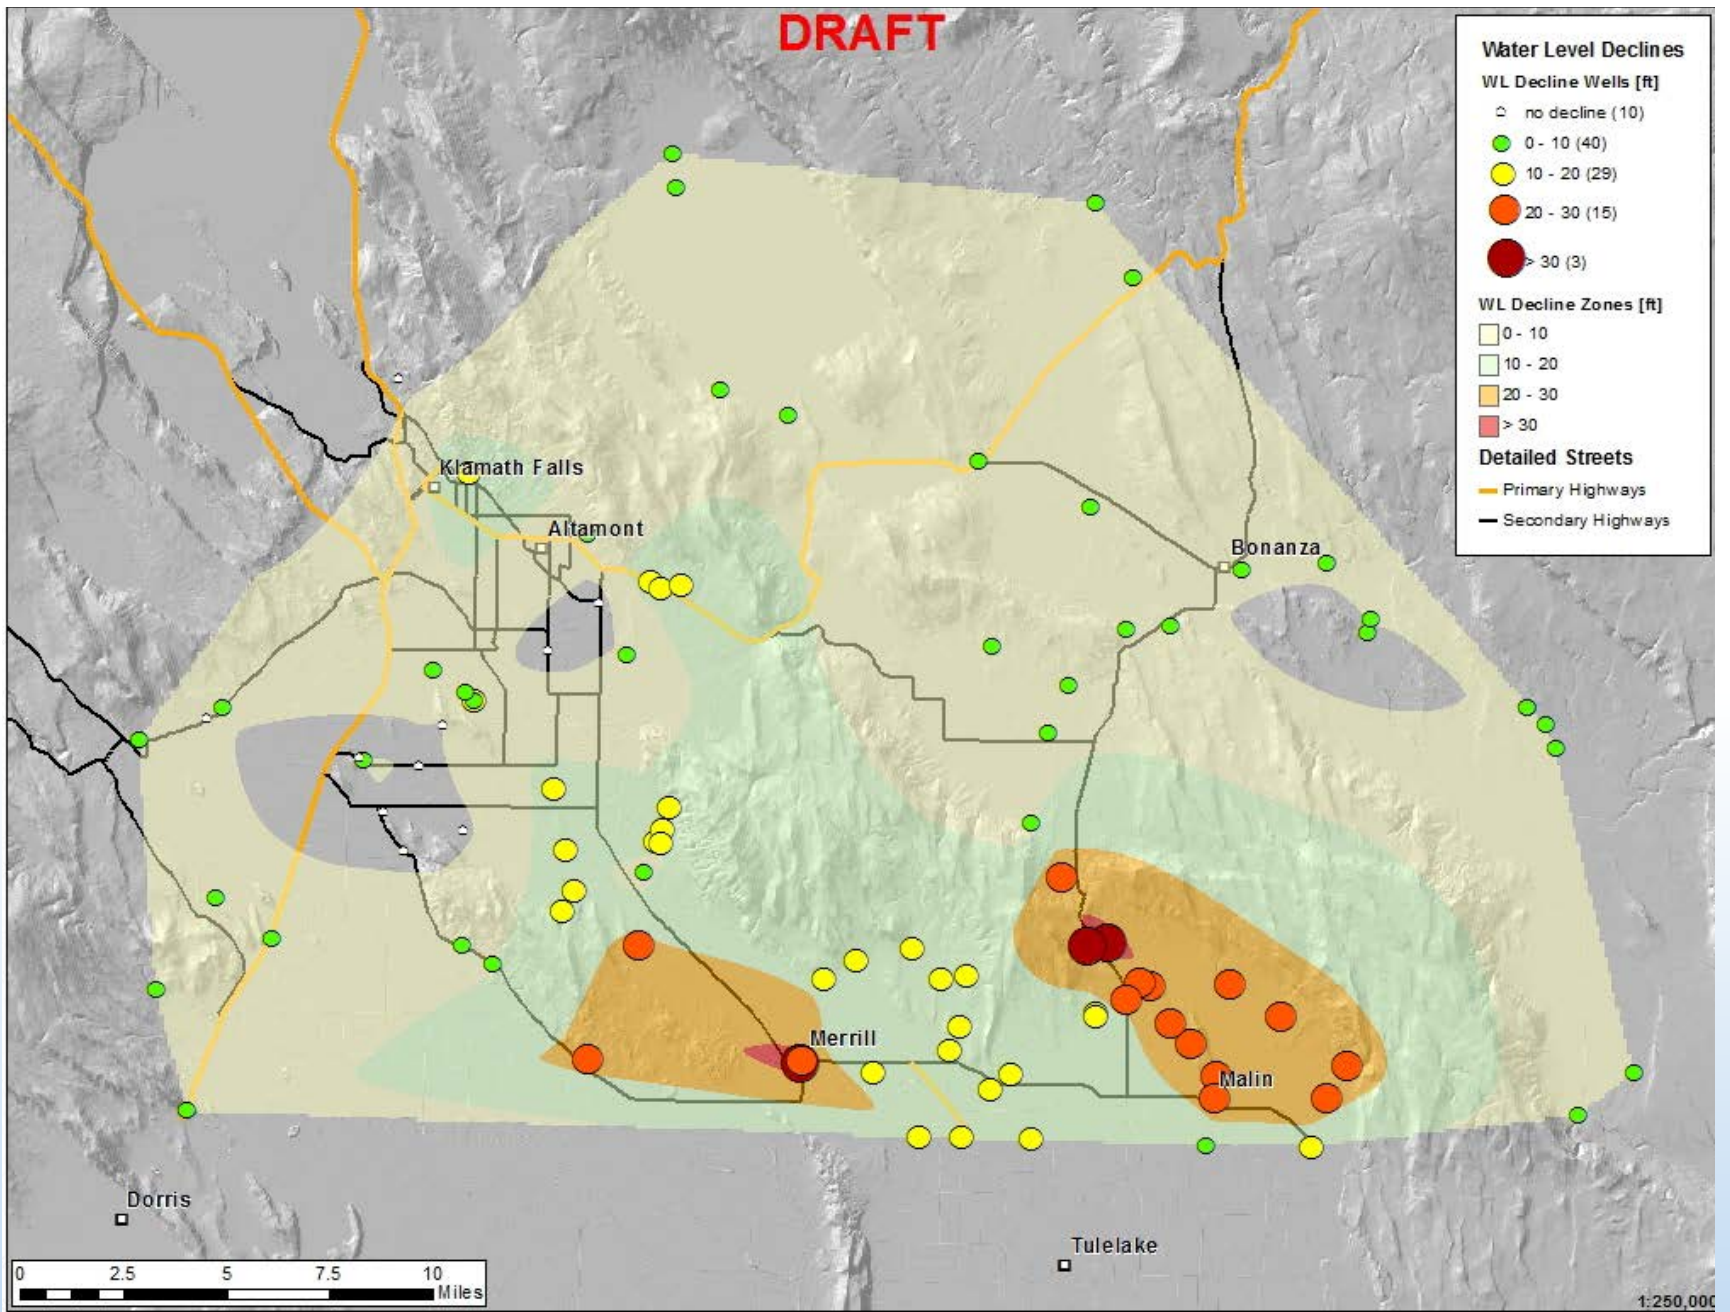 DRAFT
Water Level Declines
WL Decline Wells [ft]
no decline (10)
0 - 10 (40)
10 - 20 (29)
20 - 30 (15)
> 30 (3)
WL Decline Zones [ft]
0 - 10
10 - 20
20 - 30
> 30
Detailed Streets
Primary Highways
Secondary Highways
Klamath Falls
Altamont
Bonanza
Merrill
Malin
Dorris
Tulelake
0 2.5 5 7.5 10
Miles
1:250,000